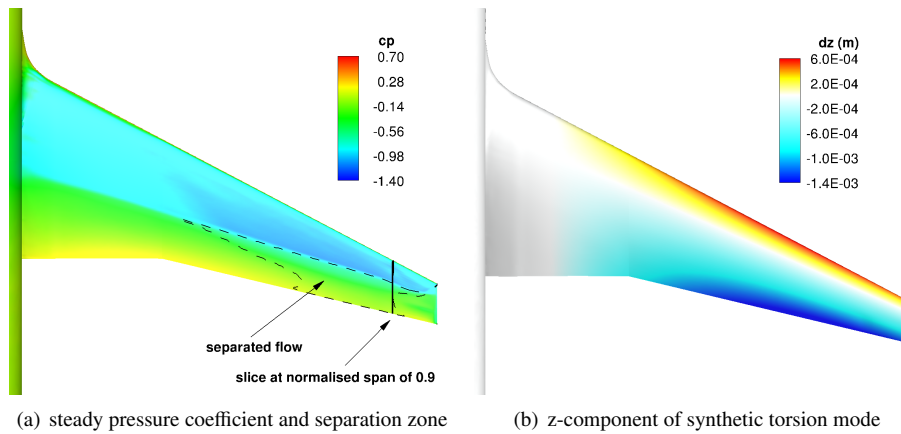 cp
0.70
0.28
-0.14
-0.56
-0.98
-1.40
separated flow
slice at normalised span of 0.9
(a) steady pressure coefficient and separation zone
dz (m)
6.0E-04
2.0E-04
-2.0E-04
-6.0E-04
-1.0E-03
-1.4E-03
(b) z-component of synthetic torsion mode